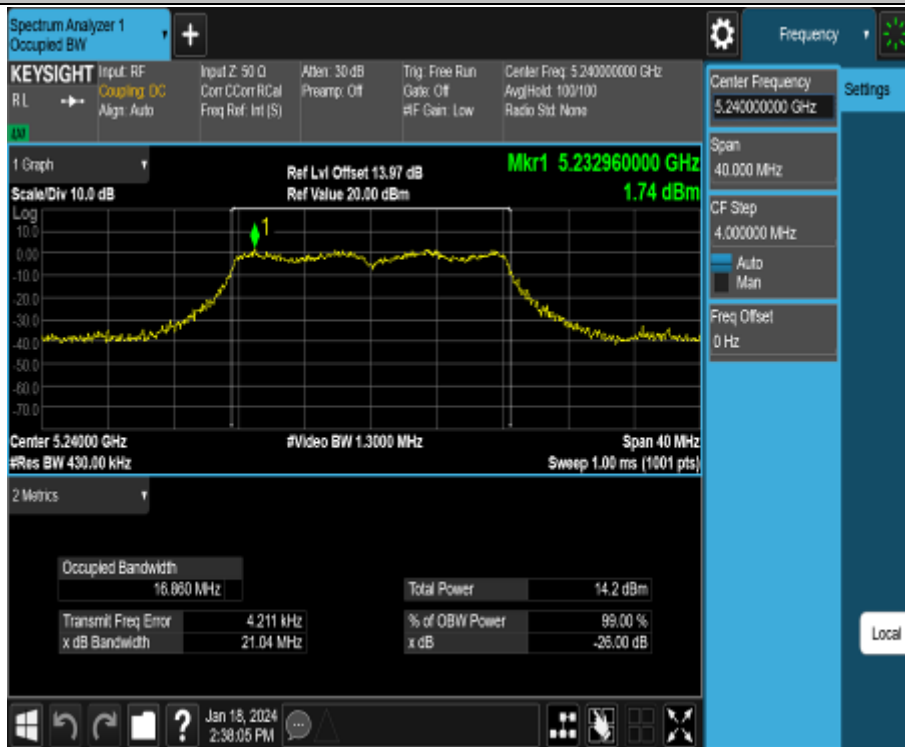 Spectrum Analyzer 1
Occupied BW
+
Frequency
KEYSIGHT
RL
Input: RF
Coupling: DC
Align: Auto
Input Z: 50 Ω
Corr CCorr RCal
Freq Ref: Int (S)
Atten: 30 dB
Preamp: Off
Trig: Free Run
Gate: Off
#IF Gain: Low
Center Freq: 5.240000000 GHz
Avg|Hold: 100/100
Radio Std: None
1 Graph
Scale/Div 10.0 dB
Ref Lvl Offset 13.97 dB
Ref Value 20.00 dBm
Mkr1 5.232960000 GHz
1.74 dBm
Log
10.0
0.00
-10.0
-20.0
-30.0
-40.0
-50.0
-60.0
-70.0
1
Center 5.24000 GHz
#Res BW 430.00 kHz
#Video BW 1.3000 MHz
Span 40 MHz
Sweep 1.00 ms (1001 pts)
2 Metrics
Occupied Bandwidth
16.860 MHz
Total Power 14.2 dBm
Transmit Freq Error 4.211 kHz
% of OBW Power 99.00 %
x dB Bandwidth 21.04 MHz
x dB -26.00 dB
Center Frequency
5.240000000 GHz
Settings
Span
40.000 MHz
CF Step
4.000000 MHz
Auto
Man
Freq Offset
0 Hz
Local
?
Jan 18, 2024
2:38:05 PM